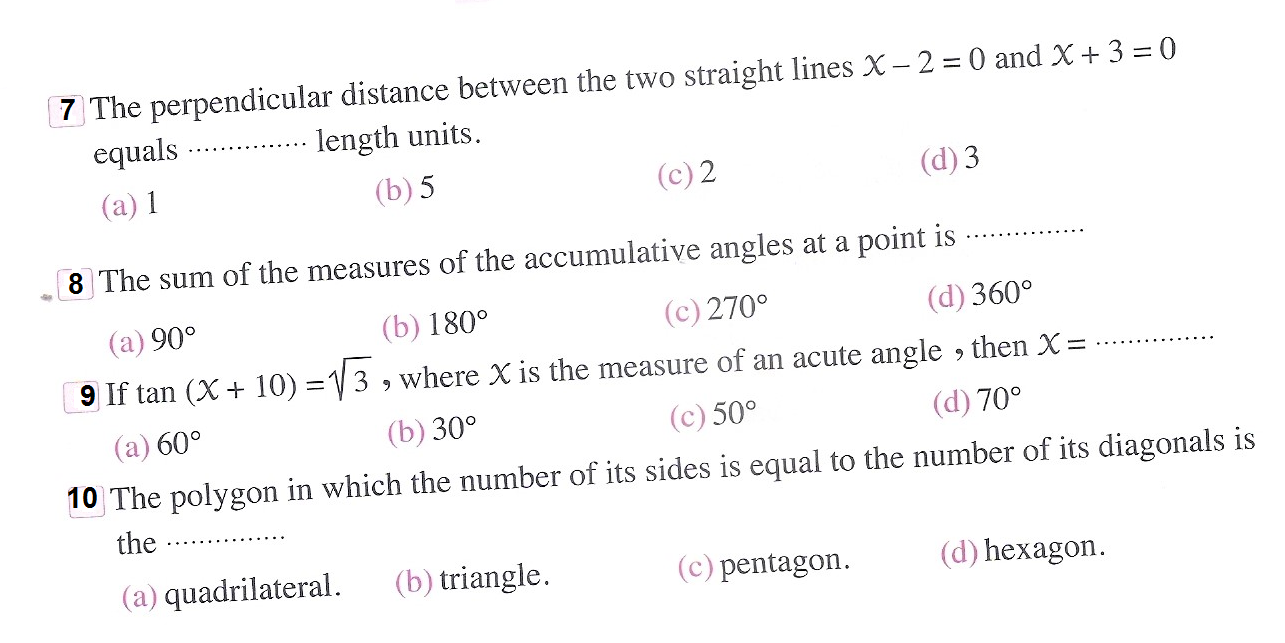 7 The perpendicular distance between the two straight lines X – 2 = 0 and X + 3 = 0
equals ............... length units.
(a) 1 (b) 5 (c) 2 (d) 3
8 The sum of the measures of the accumulative angles at a point is ...............
(a) 90° (b) 180° (c) 270° (d) 360°
9 If tan (X + 10) = √3 , where X is the measure of an acute angle , then X = ...............
(a) 60° (b) 30° (c) 50° (d) 70°
10 The polygon in which the number of its sides is equal to the number of its diagonals is
the ...............
(a) quadrilateral. (b) triangle. (c) pentagon. (d) hexagon.